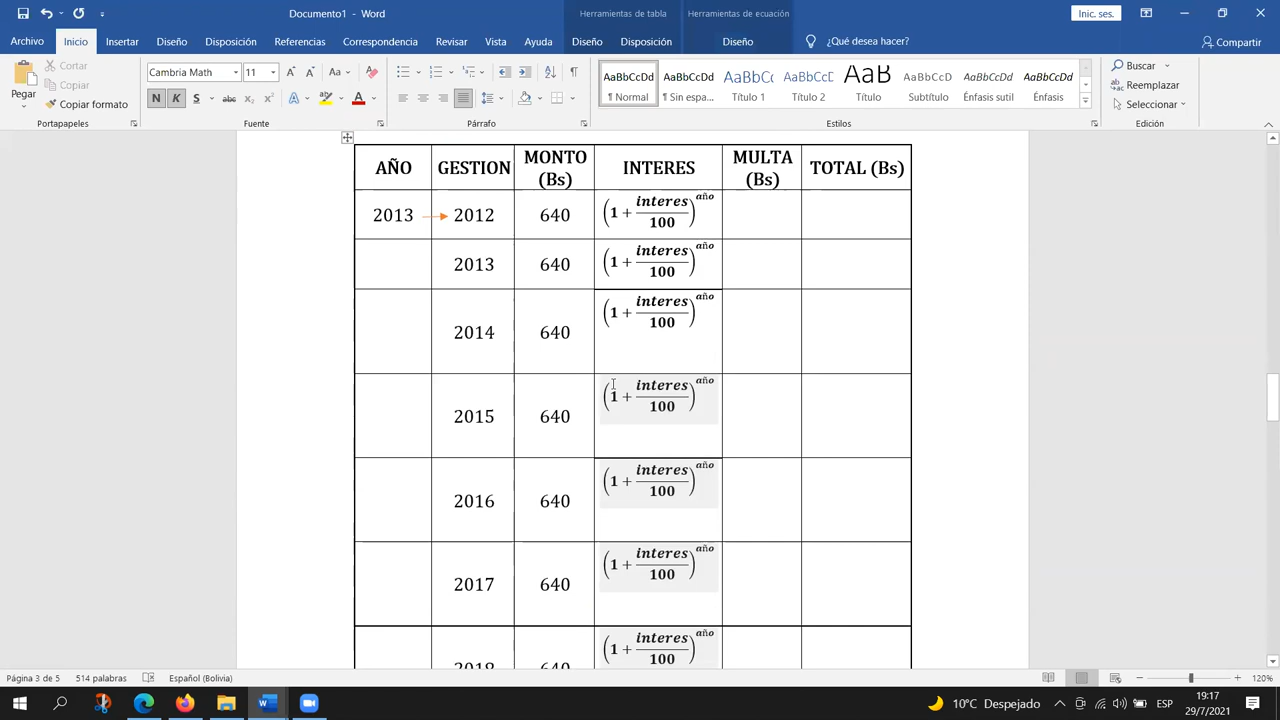 Documento1 - Word
Herramientas de tabla
Herramientas de ecuación
Inic. ses.
Archivo Inicio Insertar Diseño Disposición Referencias Correspondencia Revisar Vista Ayuda Diseño Disposición Diseño ¿Qué desea hacer? Compartir
Pegar
Cortar
Copiar
Copiar formato
Portapapeles
Cambria Math 11
Fuente
Párrafo
AaBbCcDd AaBbCcDd AaBbCc AaBbCcD AaB AaBbCcD AaBbCcDd AaBbCcDd
¶ Normal ¶ Sin espa... Título 1 Título 2 Título Subtítulo Énfasis sutil Énfasis
Estilos
Buscar
Reemplazar
Seleccionar
Edición
AÑO GESTION MONTO (Bs) INTERES MULTA (Bs) TOTAL (Bs)
2013 2012 640 (1 + interes/100)^año
2013 640 (1 + interes/100)^año
2014 640 (1 + interes/100)^año
2015 640 (1 + interes/100)^año
2016 640 (1 + interes/100)^año
2017 640 (1 + interes/100)^año
2018 640 (1 + interes/100)^año
Página 3 de 5 514 palabras Español (Bolivia) 120%
10°C Despejado ESP 19:17
29/7/2021